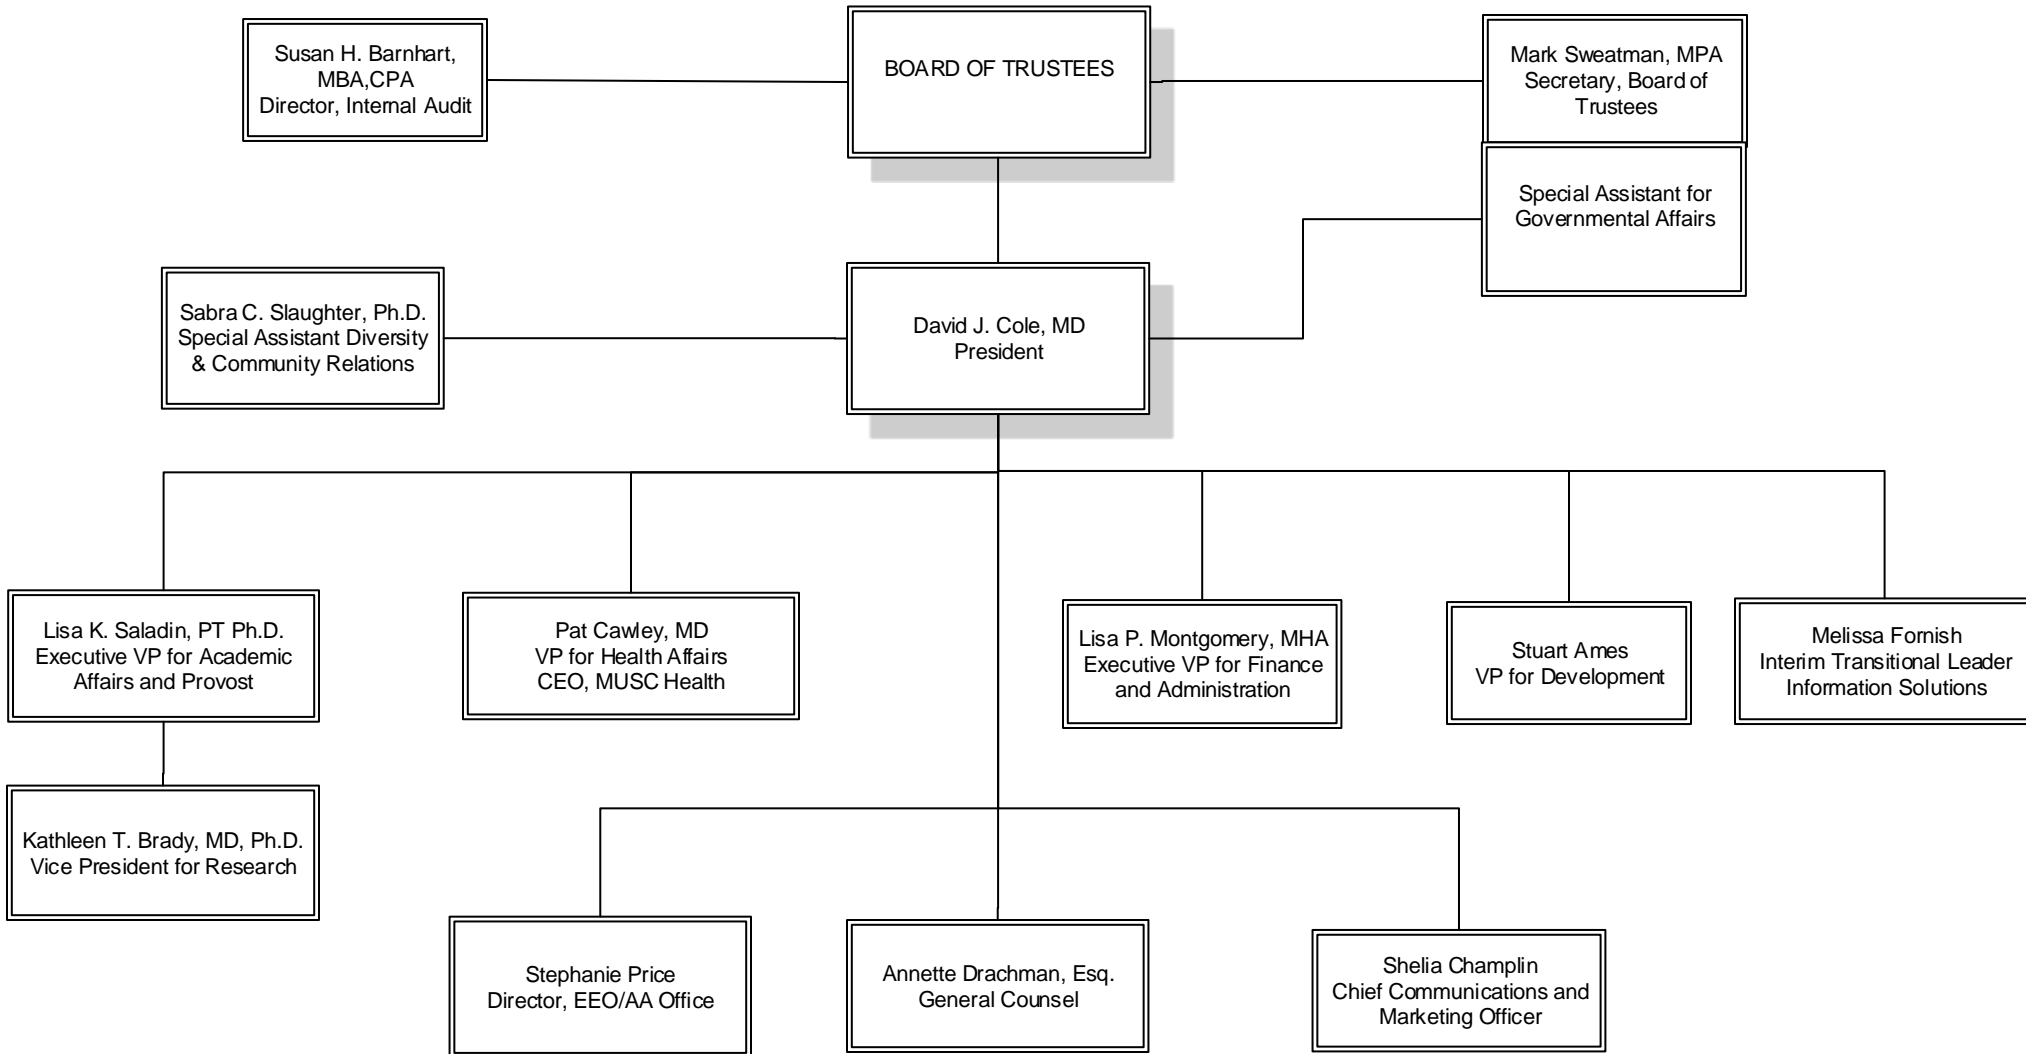 Susan H. Barnhart,
MBA,CPA
Director, Internal Audit
BOARD OF TRUSTEES
Mark Sweatman, MPA
Secretary, Board of
Trustees
Special Assistant for
Governmental Affairs
Sabra C. Slaughter, Ph.D.
Special Assistant Diversity
& Community Relations
David J. Cole, MD
President
Lisa K. Saladin, PT Ph.D.
Executive VP for Academic
Affairs and Provost
Pat Cawley, MD
VP for Health Affairs
CEO, MUSC Health
Lisa P. Montgomery, MHA
Executive VP for Finance
and Administration
Stuart Ames
VP for Development
Melissa Fornish
Interim Transitional Leader
Information Solutions
Kathleen T. Brady, MD, Ph.D.
Vice President for Research
Stephanie Price
Director, EEO/AA Office
Annette Drachman, Esq.
General Counsel
Shelia Champlin
Chief Communications and
Marketing Officer